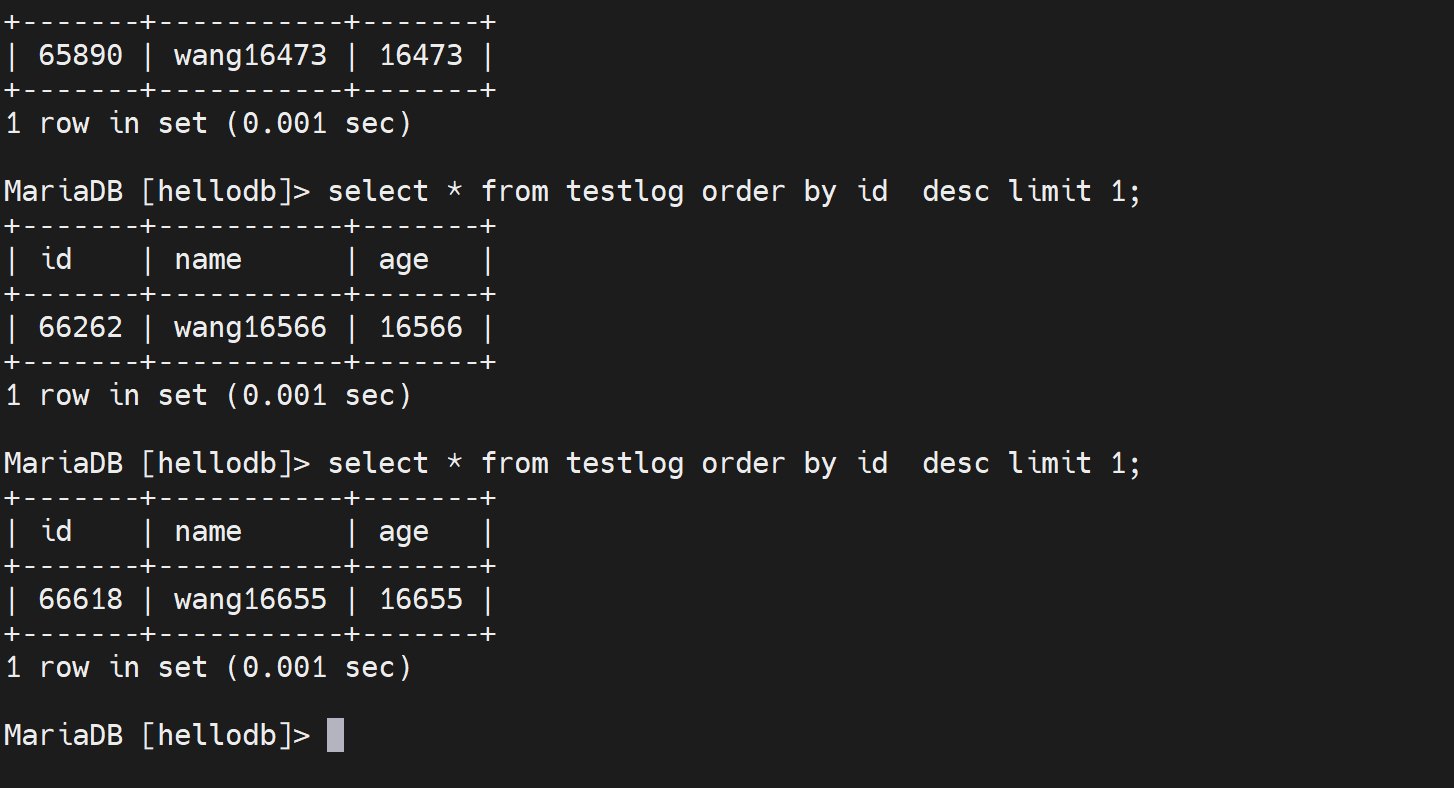 +-------+-----------+-------+
| 65890 | wang16473 | 16473 |
+-------+-----------+-------+
1 row in set (0.001 sec)

MariaDB [hellodb]> select * from testlog order by id  desc limit 1;
+-------+-----------+-------+
| id    | name      | age   |
+-------+-----------+-------+
| 66262 | wang16566 | 16566 |
+-------+-----------+-------+
1 row in set (0.001 sec)

MariaDB [hellodb]> select * from testlog order by id  desc limit 1;
+-------+-----------+-------+
| id    | name      | age   |
+-------+-----------+-------+
| 66618 | wang16655 | 16655 |
+-------+-----------+-------+
1 row in set (0.001 sec)

MariaDB [hellodb]>